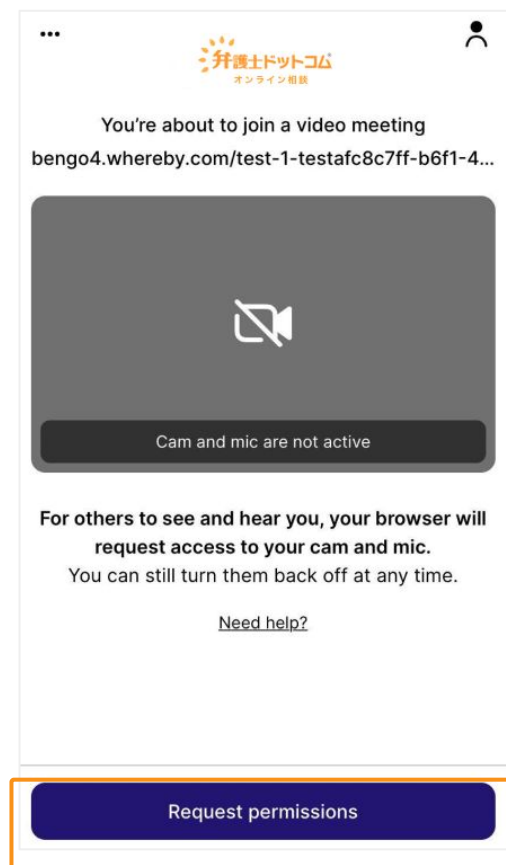 弁護士ドットコム
オンライン相談
You're about to join a video meeting
bengo4.whereby.com/test-1-testafc8c7ff-b6f1-4...
Cam and mic are not active
For others to see and hear you, your browser will
request access to your cam and mic.
You can still turn them back off at any time.
Need help?
Request permissions